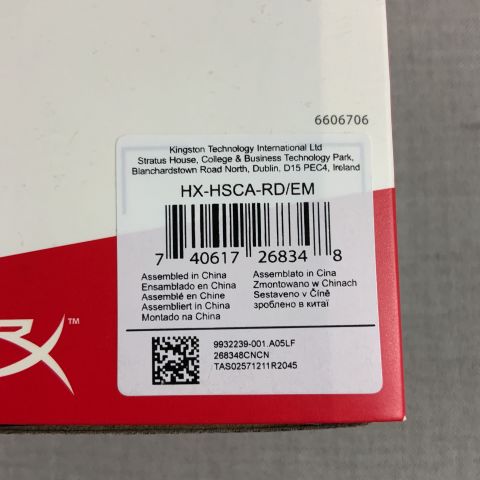 6606706
Kingston Technology International Ltd
Stratus House, College & Business Technology Park,
Blanchardstown Road North, Dublin, D15 PEC4, Ireland
HX-HSCA-RD/EM
7 40617 26834 8
Assembled in China
Ensamblado en China
Assemblé en Chine
Assembliert in China
Montado na China
Assemblato in Cina
Zmontowano w Chinach
Sestaveno v Číně
зроблено в китаї
9932239-001.A05LF
268348CNCN
TAS02571211R2045
RX™